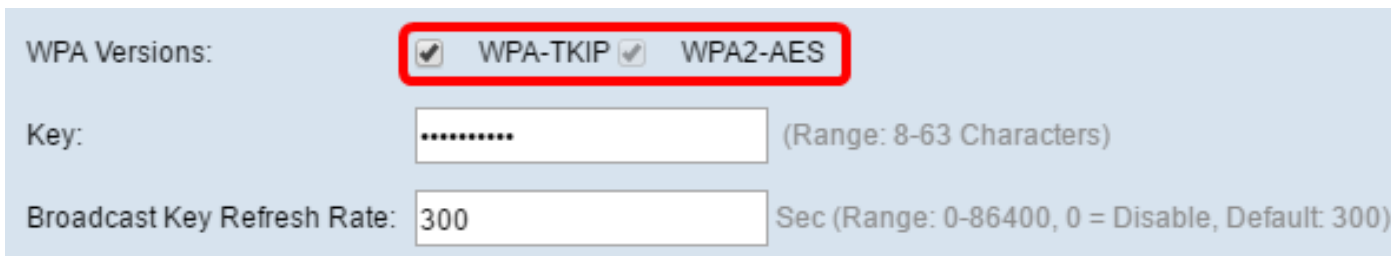 WPA Versions: WPA-TKIP WPA2-AES
Key: •••••••••• (Range: 8-63 Characters)
Broadcast Key Refresh Rate: 300 Sec (Range: 0-86400, 0 = Disable, Default: 300)